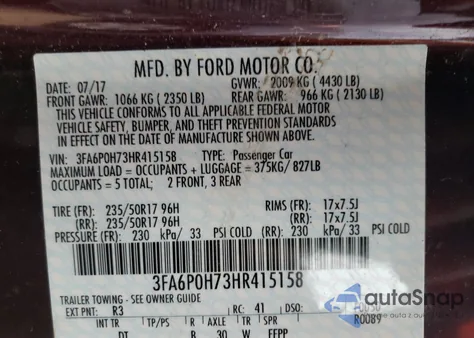 MFD. BY FORD MOTOR CO.
DATE: 07/17 GVWR: 2009 KG ( 4430 LB)
FRONT GAWR: 1066 KG ( 2350 LB) REAR GAWR: 966 KG ( 2130 LB)
THIS VEHICLE CONFORMS TO ALL APPLICABLE FEDERAL MOTOR
VEHICLE SAFETY, BUMPER, AND THEFT PREVENTION STANDARDS
IN EFFECT ON THE DATE OF MANUFACTURE SHOWN ABOVE.
VIN: 3FA6P0H73HR415158 TYPE: Passenger Car
MAXIMUM LOAD = OCCUPANTS + LUGGAGE = 375KG/ 827LB
OCCUPANTS = 5 TOTAL; 2 FRONT, 3 REAR
TIRE (FR): 235/50R17 96H RIMS (FR): 17x7.5J
(RR): 235/50R17 96H (RR): 17x7.5J
PRESSURE (FR): 230 kPa/ 33 PSI COLD (RR): 230 kPa/ 33 PSI COLD
3FA6P0H73HR415158
TRAILER TOWING - SEE OWNER GUIDE
EXT PNT: R3 RC: 41 DSO:
R0089
INT TR TP/PS R AXLE TR SPR
DT B 30 W EFPP
autoSnap